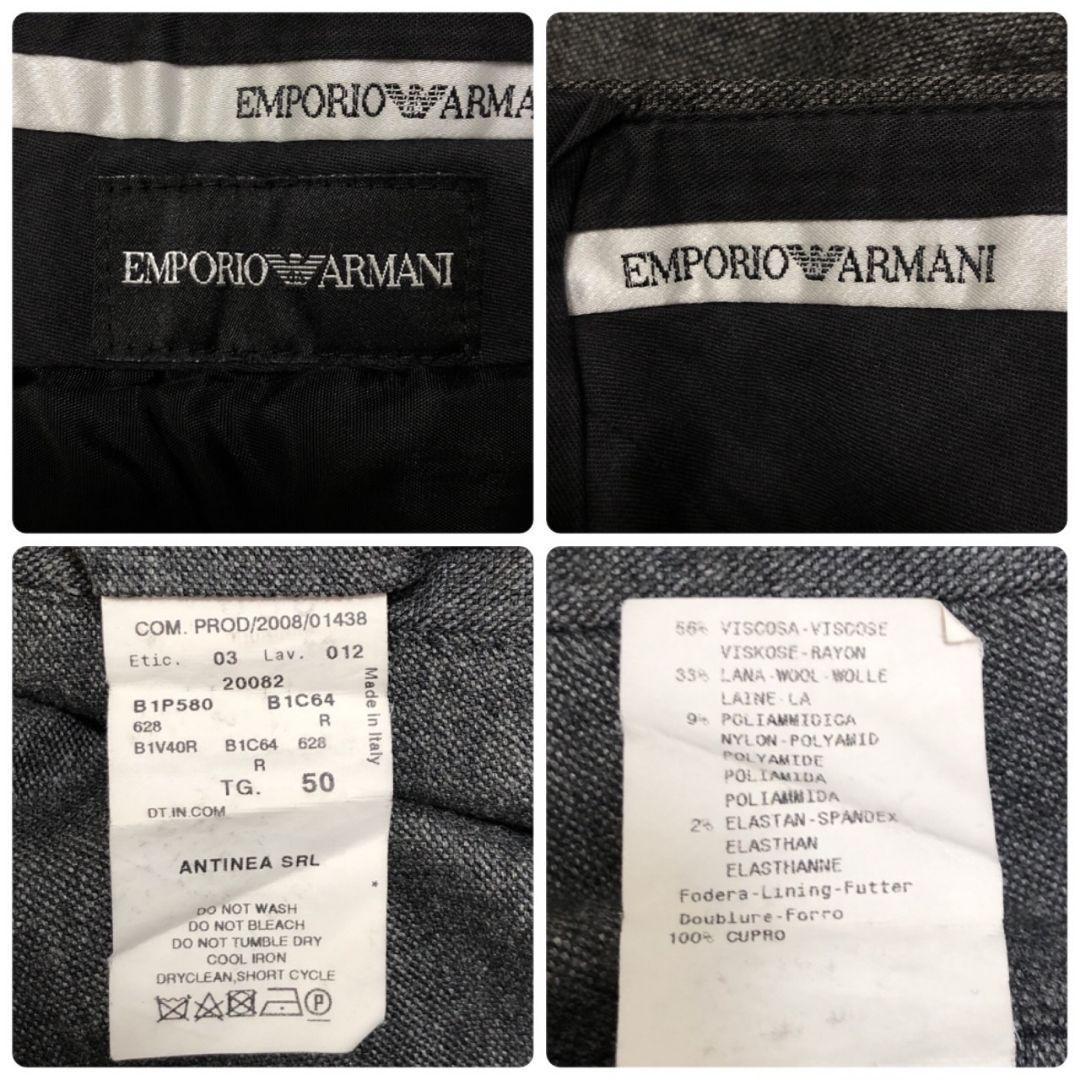 EMPORIO ARMA
EMPORIO ARMANI
EMPORIO ARMANI
COM. PROD/2008/01438
Etic. 03 Lav. 012
20082
B1P580 B1C64
628 R
B1V40R B1C64 628
R
TG. 50
Made in Italy
DT.IN.COM
ANTINEA SRL
*
DO NOT WASH
DO NOT BLEACH
DO NOT TUMBLE DRY
COOL IRON
DRYCLEAN,SHORT CYCLE
P
56% VISCOSA-VISCOSE
VISKOSE-RAYON
33% LANA-WOOL-WOLLE
LAINE-LA
9% POLIAMMIDICA
NYLON-POLYAMID
POLYAMIDE
POLIAMIDA
POLIAMMIDA
2% ELASTAN-SPANDEX
ELASTHAN
ELASTHANNE
Fodera-Lining-Futter
Doublure-Forro
100% CUPRO